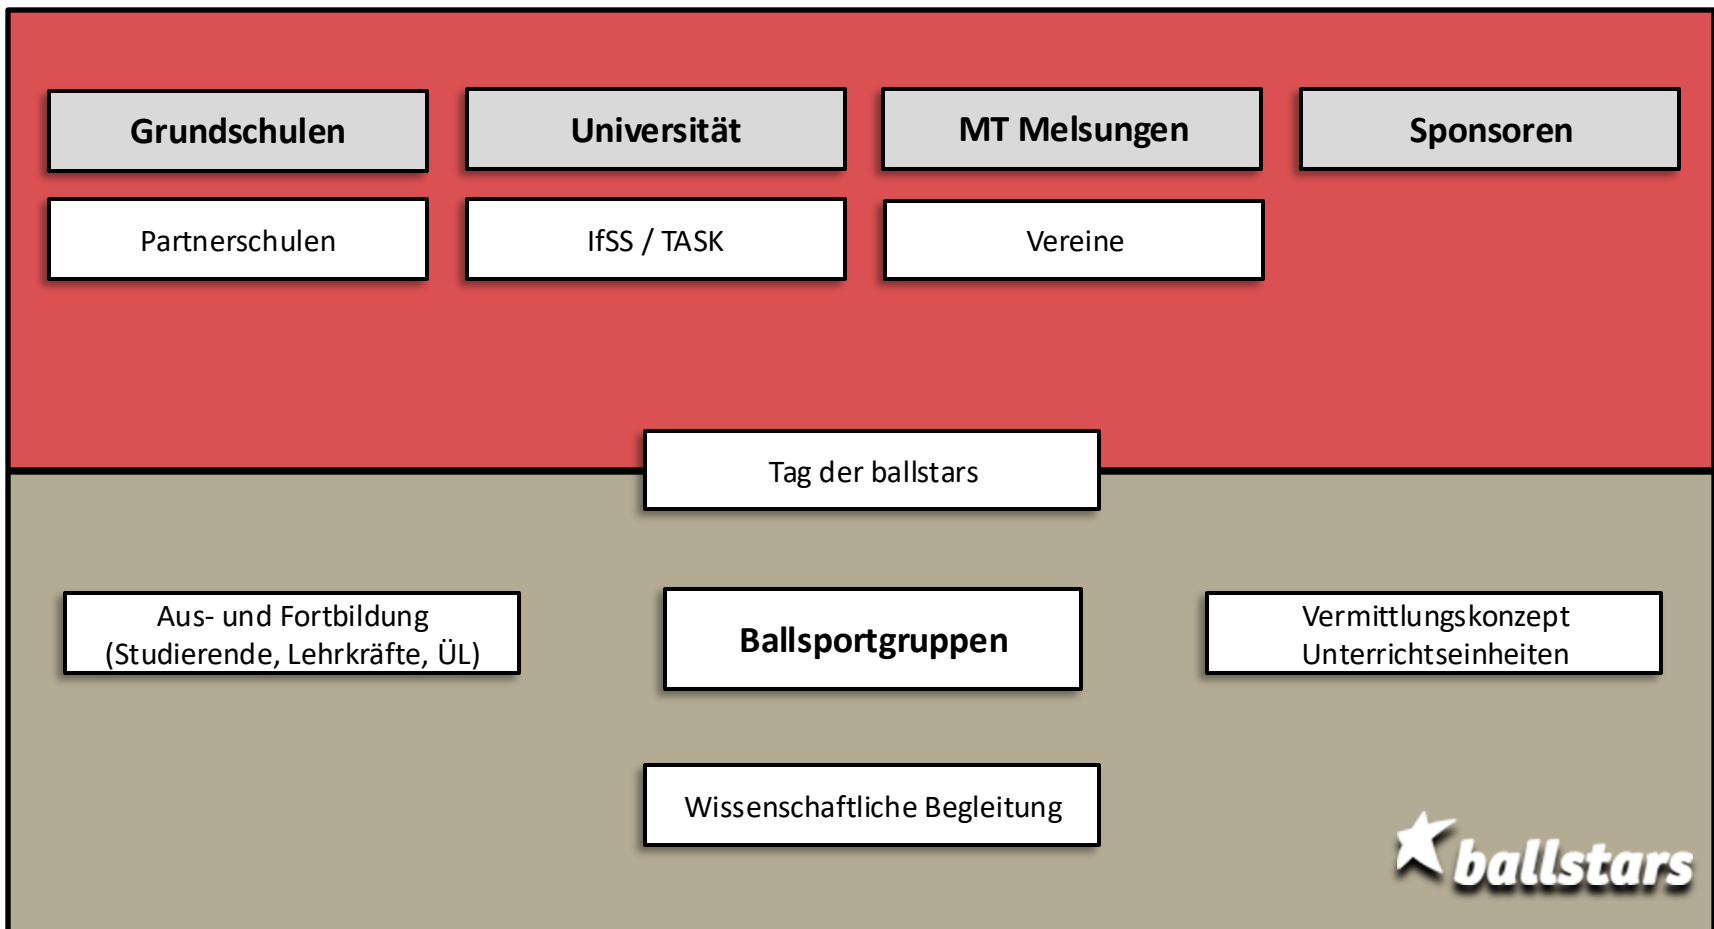 Grundschulen
Universität
MT Melsungen
Sponsoren
Partnerschulen
IfSS / TASK
Vereine
Tag der ballstars
Aus- und Fortbildung
(Studierende, Lehrkräfte, ÜL)
Ballsportgruppen
Vermittlungskonzept
Unterrichtseinheiten
Wissenschaftliche Begleitung
ballstars